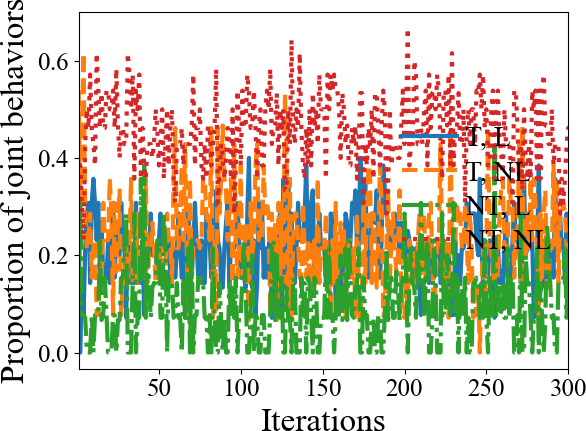 Proportion of joint behaviors
0.6
0.4
0.2
0.0
T, L
T, NL
NT, L
NT, NL
50 100 150 200 250 300
Iterations